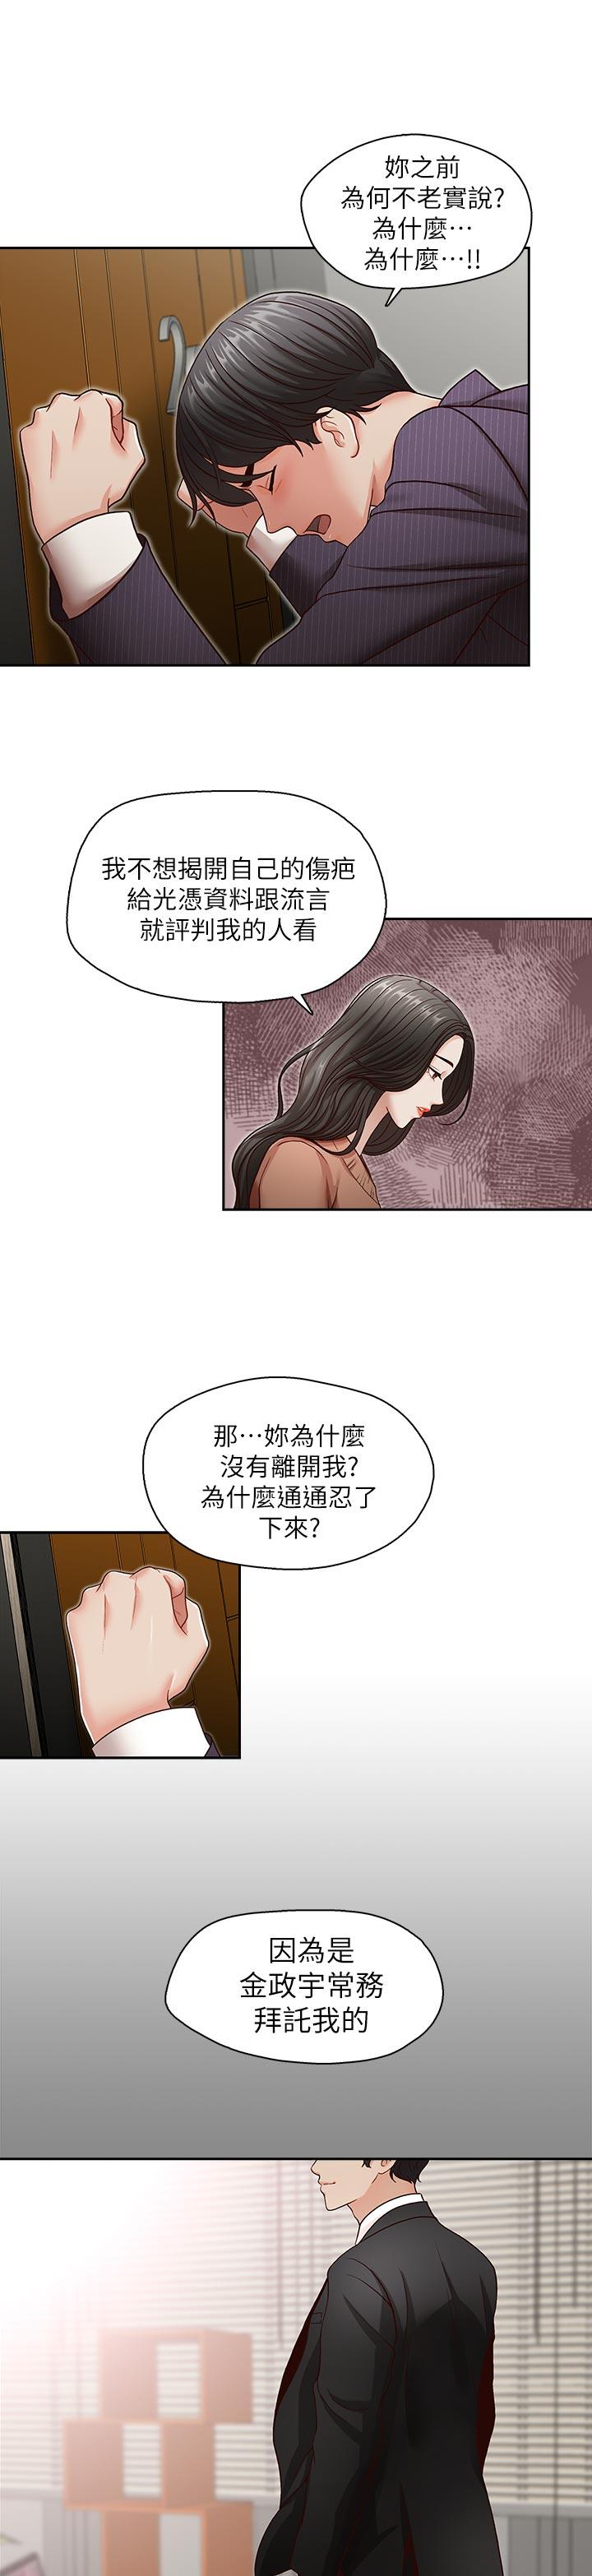 妳之前
為何不老實說?
為什麼…
為什麼…!!
我不想揭開自己的傷疤
給光憑資料跟流言
就評判我的人看
那…妳為什麼
沒有離開我?
為什麼通通忍了
下來?
因為是
金政宇常務
拜託我的